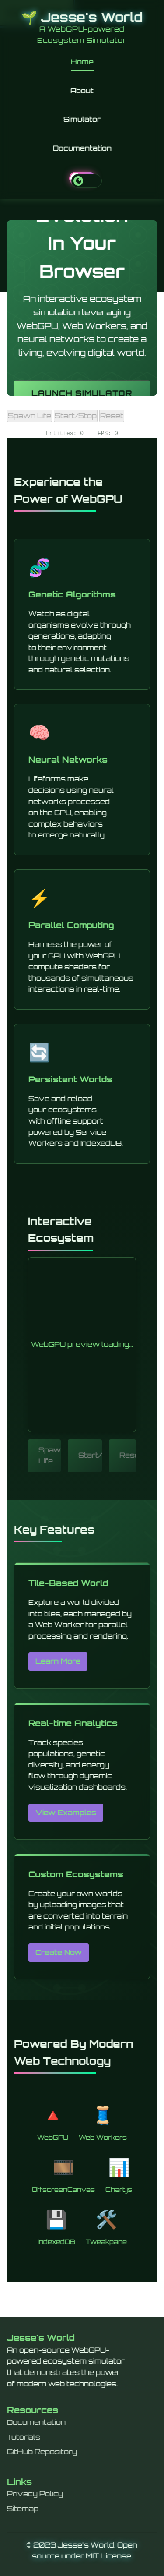 🌱 Jesse's World
A WebGPU-powered
Ecosystem Simulator
Home
About
Simulator
Documentation
Evolution
In Your
Browser
An interactive ecosystem
simulator leveraging
WebGPU, Web Workers, and
neural networks to create a
living, evolving digital world.
LAUNCH SIMULATOR
Spawn Life Start/Stop Reset
Entities: 0 FPS: 0
Experience the
Power of WebGPU
Genetic Algorithms
Watch as digital
organisms evolve through
generations, adapting
to their environment
through genetic mutations
and natural selection.
Neural Networks
Lifeforms make
decisions using neural
networks processed
on the GPU, enabling
complex behaviors
to emerge naturally.
Parallel Computing
Harness the power of
your GPU with WebGPU
compute shaders for
thousands of simultaneous
interactions in real-time.
Persistent Worlds
Save and reload
your ecosystems
with offline support
powered by Service
Workers and IndexedDB.
Interactive
Ecosystem
WebGPU preview loading...
Spaw
Life
Start/
Res
Key Features
Tile-Based World
Explore a world divided
into tiles, each managed by
a Web Worker for parallel
processing and rendering.
Learn More
Real-time Analytics
Track species
populations, genetic
diversity, and energy
flow through dynamic
visualization dashboards.
View Examples
Custom Ecosystems
Create your own worlds
by uploading images that
are converted into terrain
and initial populations.
Create Now
Powered By Modern
Web Technology
WebGPU Web Workers
OffscreenCanvas Chart.js
IndexedDB Tweakpane
Jesse's World
An open-source WebGPU-
powered ecosystem simulator
that demonstrates the power
of modern web technologies.
Resources
Documentation
Tutorials
GitHub Repository
Links
Privacy Policy
Sitemap
© 2023 Jesse's World. Open
source under MIT License.